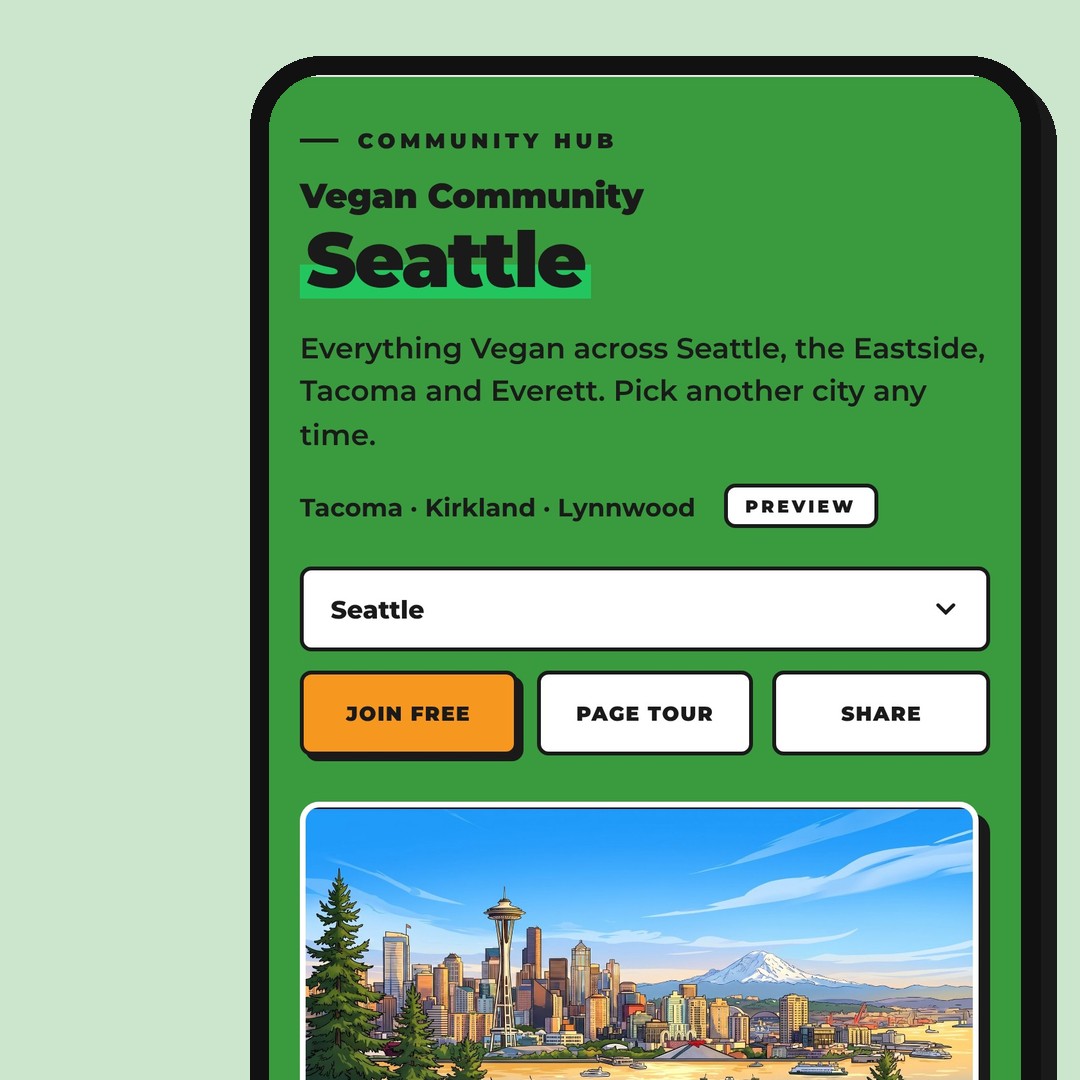 COMMUNITY HUB
Vegan Community
Seattle
Everything Vegan across Seattle, the Eastside,
Tacoma and Everett. Pick another city any
time.
Tacoma · Kirkland · Lynnwood PREVIEW
Seattle
JOIN FREE PAGE TOUR SHARE